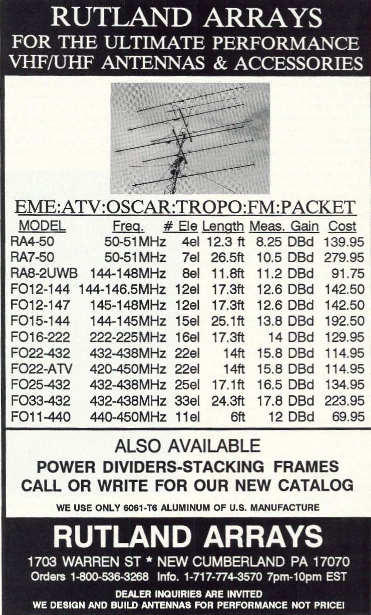 RUTLAND ARRAYS
FOR THE ULTIMATE PERFORMANCE
VHF/UHF ANTENNAS & ACCESSORIES
EME:ATV:OSCAR:TROPO:FM:PACKET
MODEL Freq. # Ele Length Meas. Gain Cost
RA4-50 50-51MHz 4el 12.3 ft 8.25 DBd 139.95
RA7-50 50-51MHz 7el 26.5ft 10.5 DBd 279.95
RA8-2UWB 144-148MHz 8el 11.8ft 11.2 DBd 91.75
FO12-144 144-146.5MHz 12el 17.3ft 12.6 DBd 142.50
FO12-147 145-148MHz 12el 17.3ft 12.6 DBd 142.50
FO15-144 144-145MHz 15el 25.1ft 13.8 DBd 192.50
FO16-222 222-225MHz 16el 17.3ft 14 DBd 129.95
FO22-432 432-438MHz 22el 14ft 15.8 DBd 114.95
FO22-ATV 420-450MHz 22el 14ft 15.8 DBd 114.95
FO25-432 432-438MHz 25el 17.1ft 16.5 DBd 134.95
FO33-432 432-438MHz 33el 24.3ft 17.8 DBd 223.95
FO11-440 440-450MHz 11el 6ft 12 DBd 69.95
ALSO AVAILABLE
POWER DIVIDERS-STACKING FRAMES
CALL OR WRITE FOR OUR NEW CATALOG
WE USE ONLY 6061-T6 ALUMINUM OF U.S. MANUFACTURE
RUTLAND ARRAYS
1703 WARREN ST * NEW CUMBERLAND PA 17070
Orders 1-800-536-3268 Info. 1-717-774-3570 7pm-10pm EST
DEALER INQUIRIES ARE INVITED
WE DESIGN AND BUILD ANTENNAS FOR PERFORMANCE NOT PRICE!